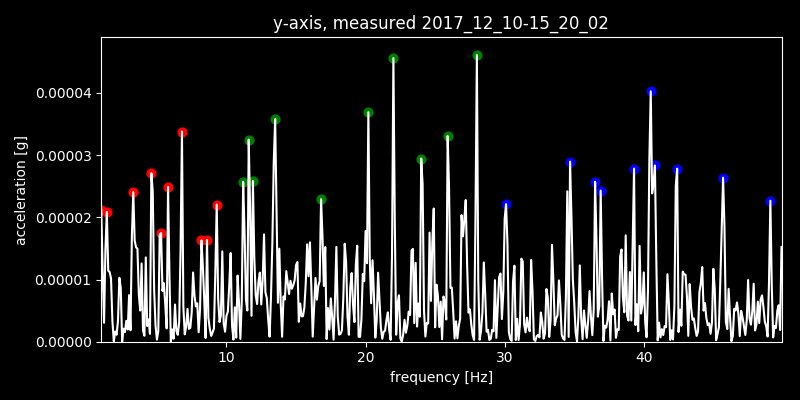 y-axis, measured 2017_12_10-15_20_02
acceleration [g]
0.00004
0.00003
0.00002
0.00001
0.00000
10 20 30 40
frequency [Hz]